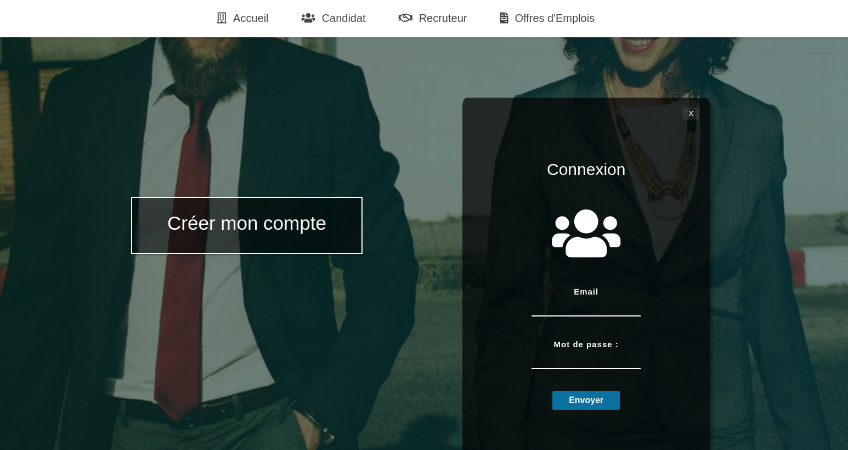 Accueil Candidat Recruteur Offres d'Emplois
x
Connexion
Créer mon compte
Email
Mot de passe :
Envoyer